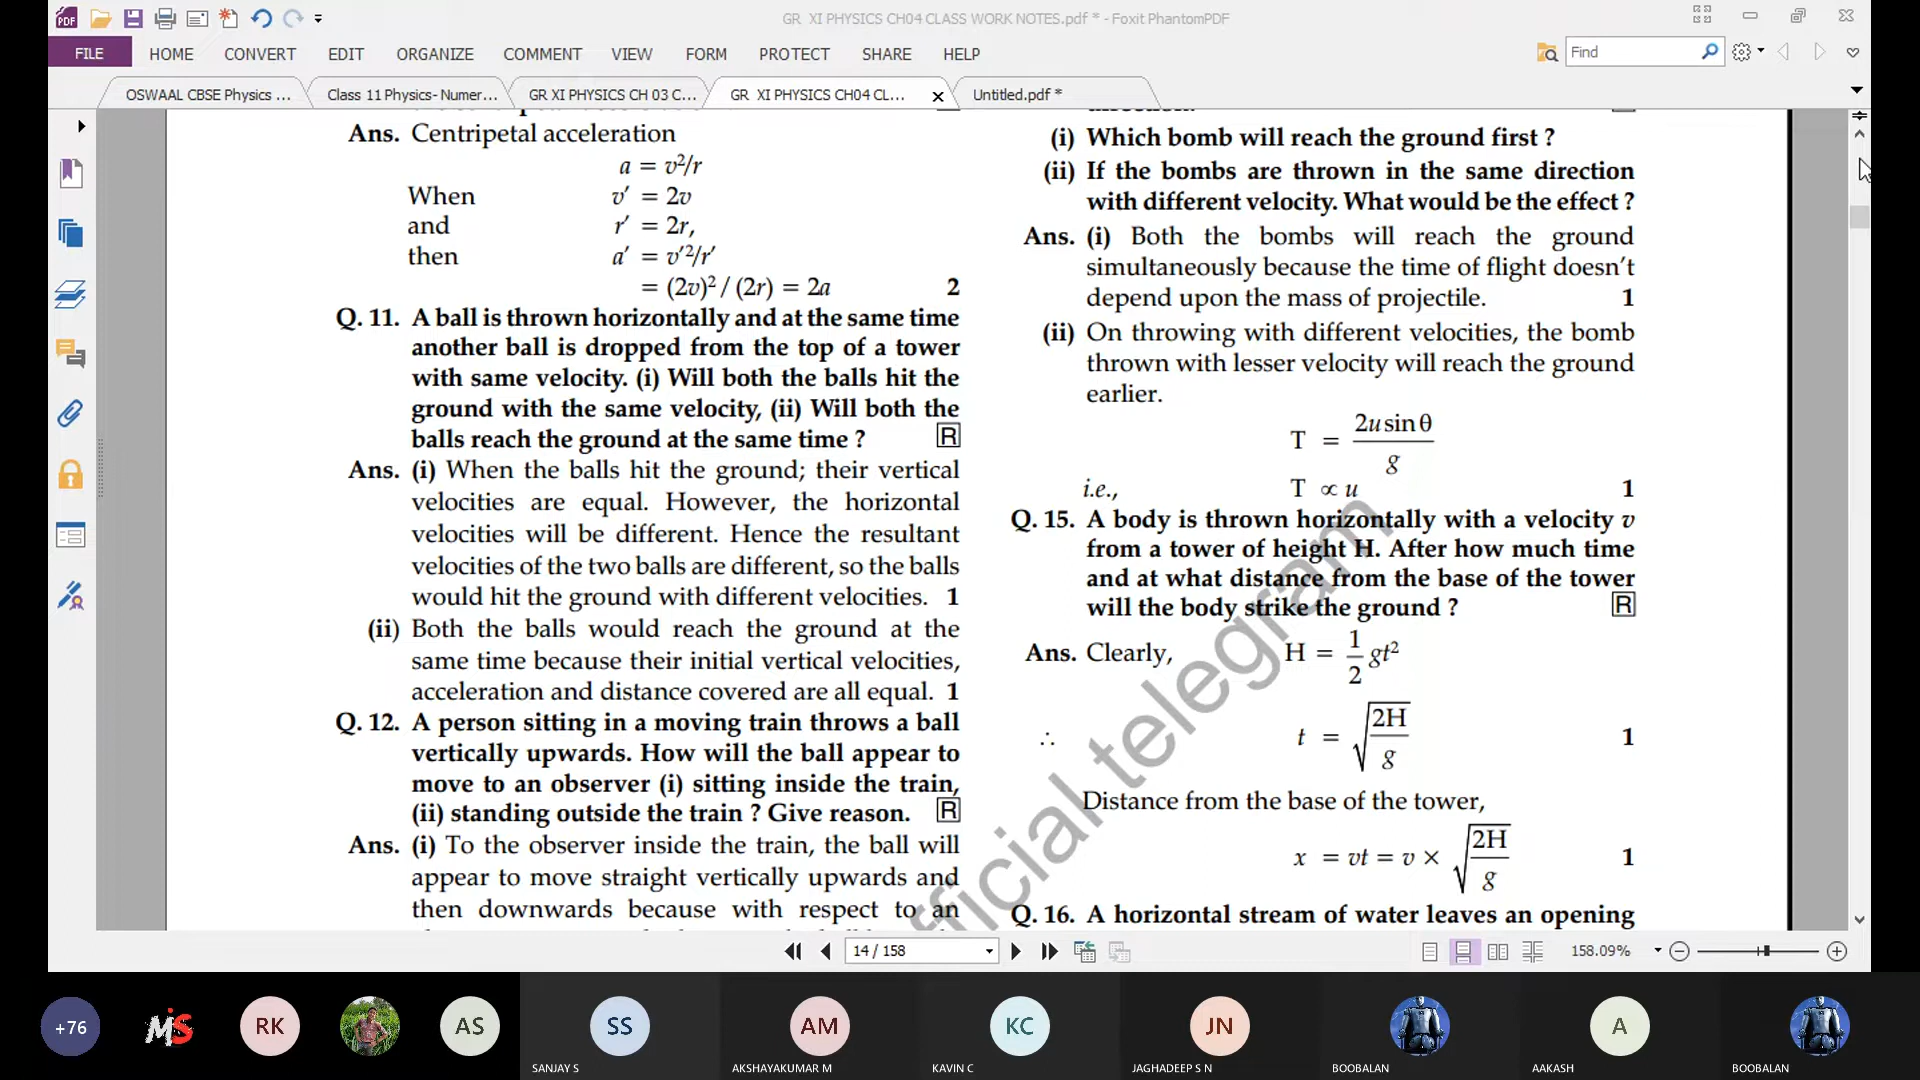 GR XI PHYSICS CH04 CLASS WORK NOTES.pdf * - Foxit PhantomPDF
FILE HOME CONVERT EDIT ORGANIZE COMMENT VIEW FORM PROTECT SHARE HELP Find
OSWAAL CBSE Physics ... Class 11 Physics- Numer... GR XI PHYSICS CH 03 C... GR XI PHYSICS CH04 CL... Untitled.pdf *
Ans. Centripetal acceleration
a = v²/r
When v′ = 2v
and r′ = 2r,
then a′ = v′²/r′
= (2v)² / (2r) = 2a 2
Q. 11. A ball is thrown horizontally and at the same time
another ball is dropped from the top of a tower
with same velocity. (i) Will both the balls hit the
ground with the same velocity, (ii) Will both the
balls reach the ground at the same time ? R
Ans. (i) When the balls hit the ground; their vertical
velocities are equal. However, the horizontal
velocities will be different. Hence the resultant
velocities of the two balls are different, so the balls
would hit the ground with different velocities. 1
(ii) Both the balls would reach the ground at the
same time because their initial vertical velocities,
acceleration and distance covered are all equal. 1
Q. 12. A person sitting in a moving train throws a ball
vertically upwards. How will the ball appear to
move to an observer (i) sitting inside the train,
(ii) standing outside the train ? Give reason. R
Ans. (i) To the observer inside the train, the ball will
appear to move straight vertically upwards and
then downwards because with respect to an
(i) Which bomb will reach the ground first ?
(ii) If the bombs are thrown in the same direction
with different velocity. What would be the effect ?
Ans. (i) Both the bombs will reach the ground
simultaneously because the time of flight doesn't
depend upon the mass of projectile. 1
(ii) On throwing with different velocities, the bomb
thrown with lesser velocity will reach the ground
earlier.
T = 2u sin θ / g
i.e., T ∝ u 1
Q. 15. A body is thrown horizontally with a velocity v
from a tower of height H. After how much time
and at what distance from the base of the tower
will the body strike the ground ? R
Ans. Clearly, H = 1/2 gt²
∴ t = √(2H/g) 1
Distance from the base of the tower,
x = vt = v × √(2H/g) 1
Q. 16. A horizontal stream of water leaves an opening
fficial telegram
14 / 158 158.09%
+76 MS RK AS SS AM KC JN A
SANJAY S AKSHAYAKUMAR M KAVIN C JAGHADEEP S N BOOBALAN AAKASH BOOBALAN